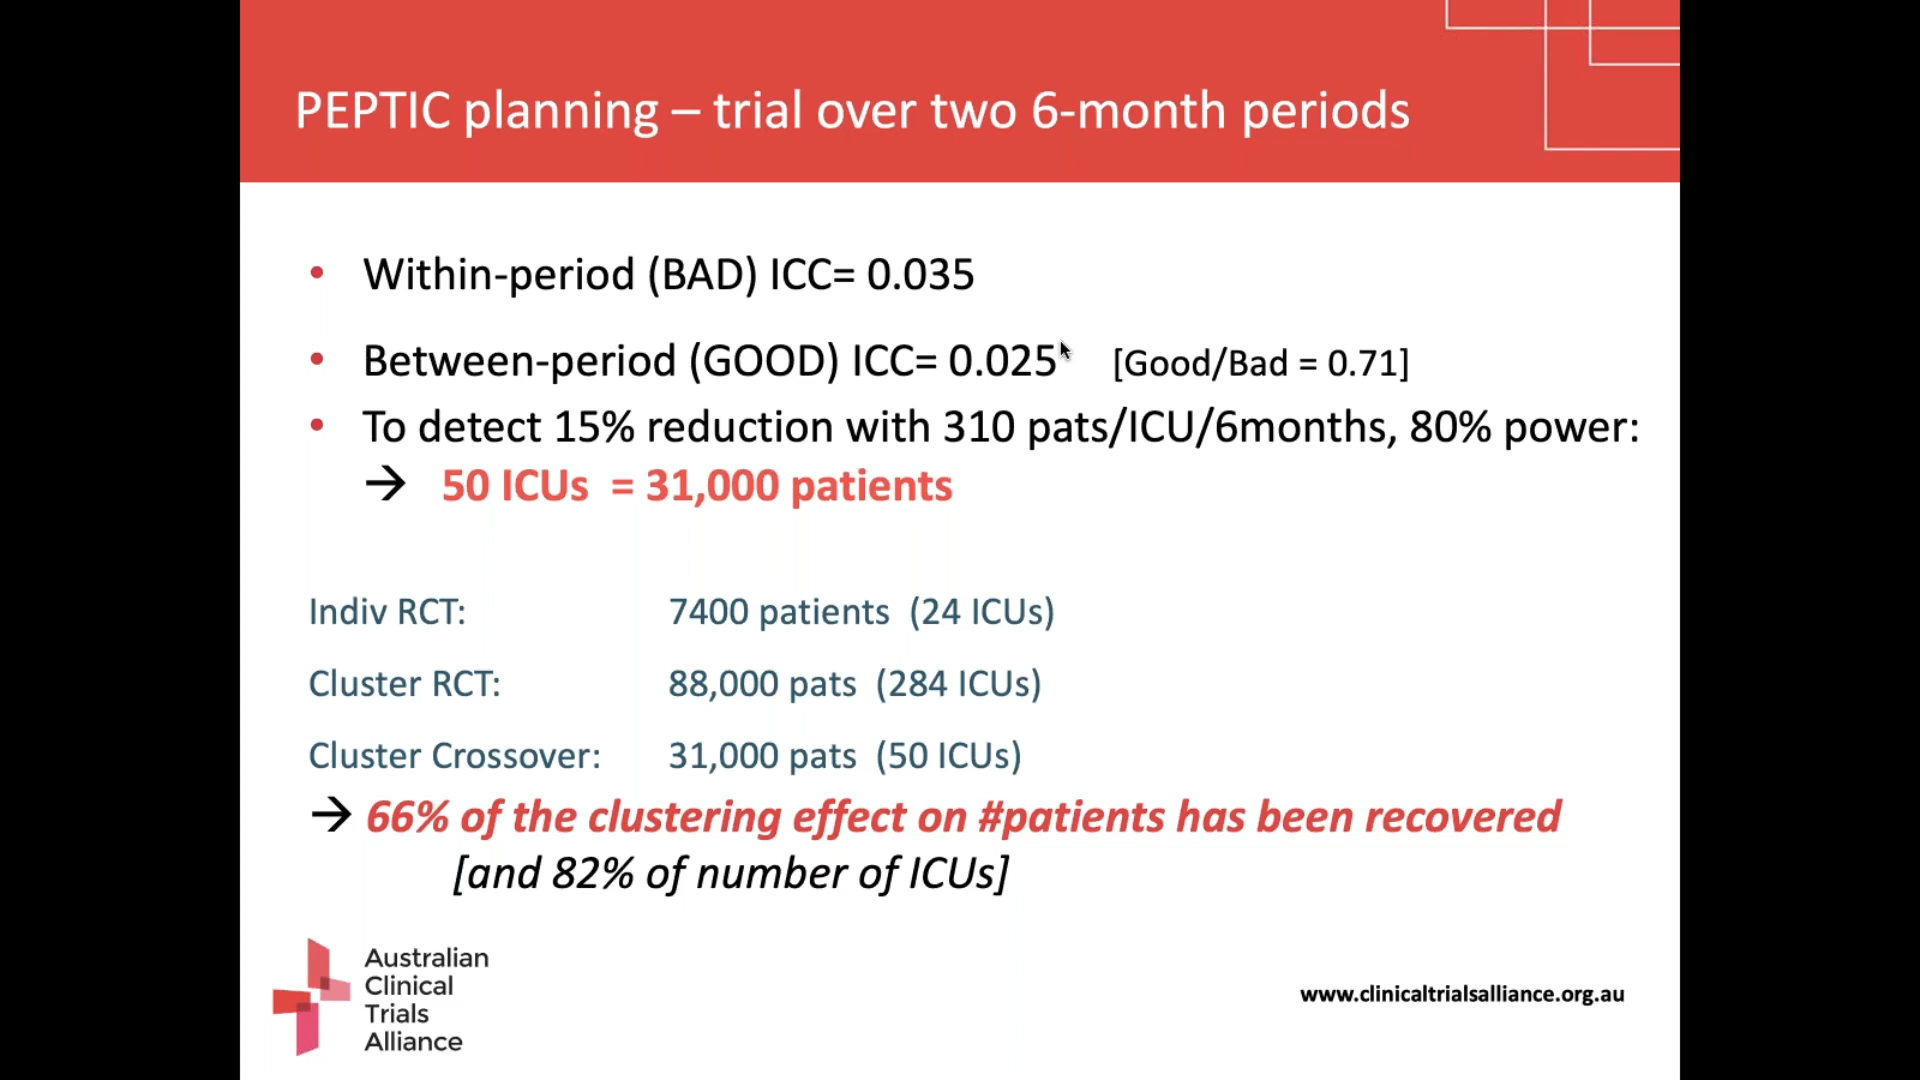 PEPTIC planning – trial over two 6-month periods
• Within-period (BAD) ICC= 0.035
• Between-period (GOOD) ICC= 0.025 [Good/Bad = 0.71]
• To detect 15% reduction with 310 pats/ICU/6months, 80% power:
→ 50 ICUs = 31,000 patients
Indiv RCT: 7400 patients (24 ICUs)
Cluster RCT: 88,000 pats (284 ICUs)
Cluster Crossover: 31,000 pats (50 ICUs)
→ 66% of the clustering effect on #patients has been recovered
[and 82% of number of ICUs]
Australian
Clinical
Trials
Alliance
www.clinicaltrialsalliance.org.au